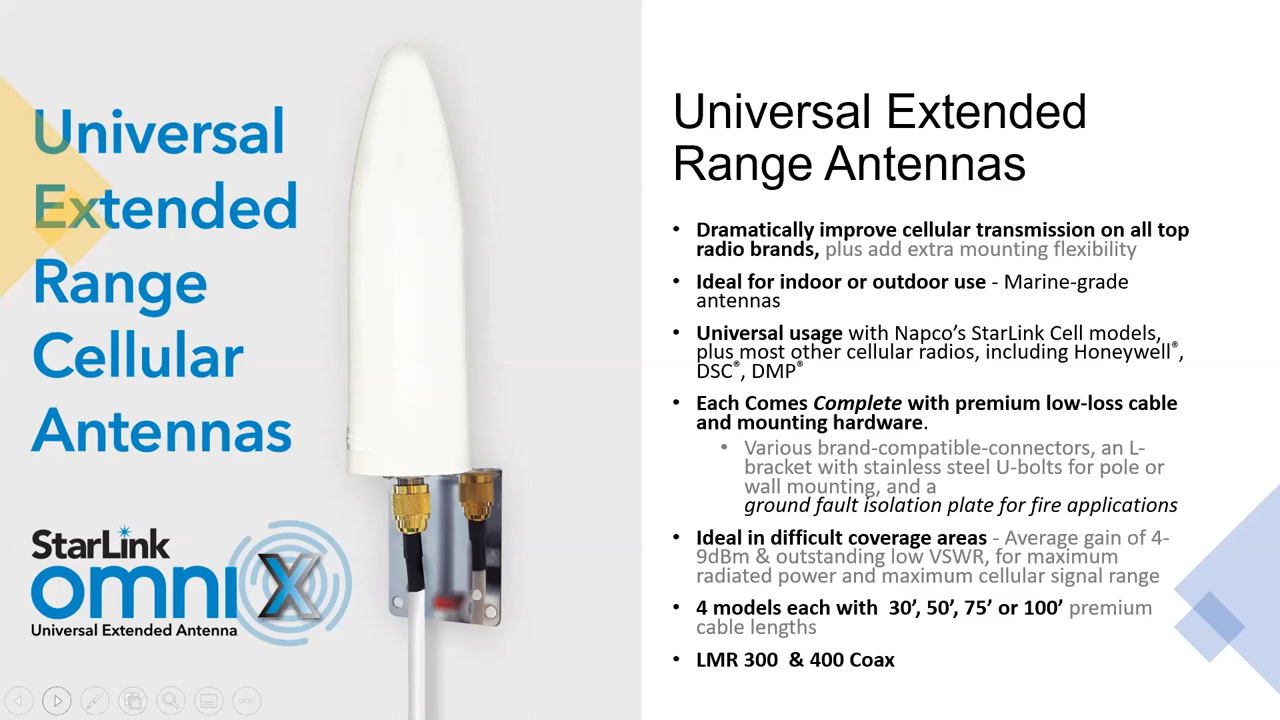 Universal
Extended
Range
Cellular
Antennas
StarLink
omni X
Universal Extended Antenna
Universal Extended
Range Antennas
• Dramatically improve cellular transmission on all top
radio brands, plus add extra mounting flexibility
• Ideal for indoor or outdoor use - Marine-grade
antennas
• Universal usage with Napco’s StarLink Cell models,
plus most other cellular radios, including Honeywell®,
DSC®, DMP®
• Each Comes Complete with premium low-loss cable
and mounting hardware.
• Various brand-compatible-connectors, an L-
bracket with stainless steel U-bolts for pole or
wall mounting, and a
ground fault isolation plate for fire applications
• Ideal in difficult coverage areas - Average gain of 4-
9dBm & outstanding low VSWR, for maximum
radiated power and maximum cellular signal range
• 4 models each with 30’, 50’, 75’ or 100’ premium
cable lengths
• LMR 300 & 400 Coax